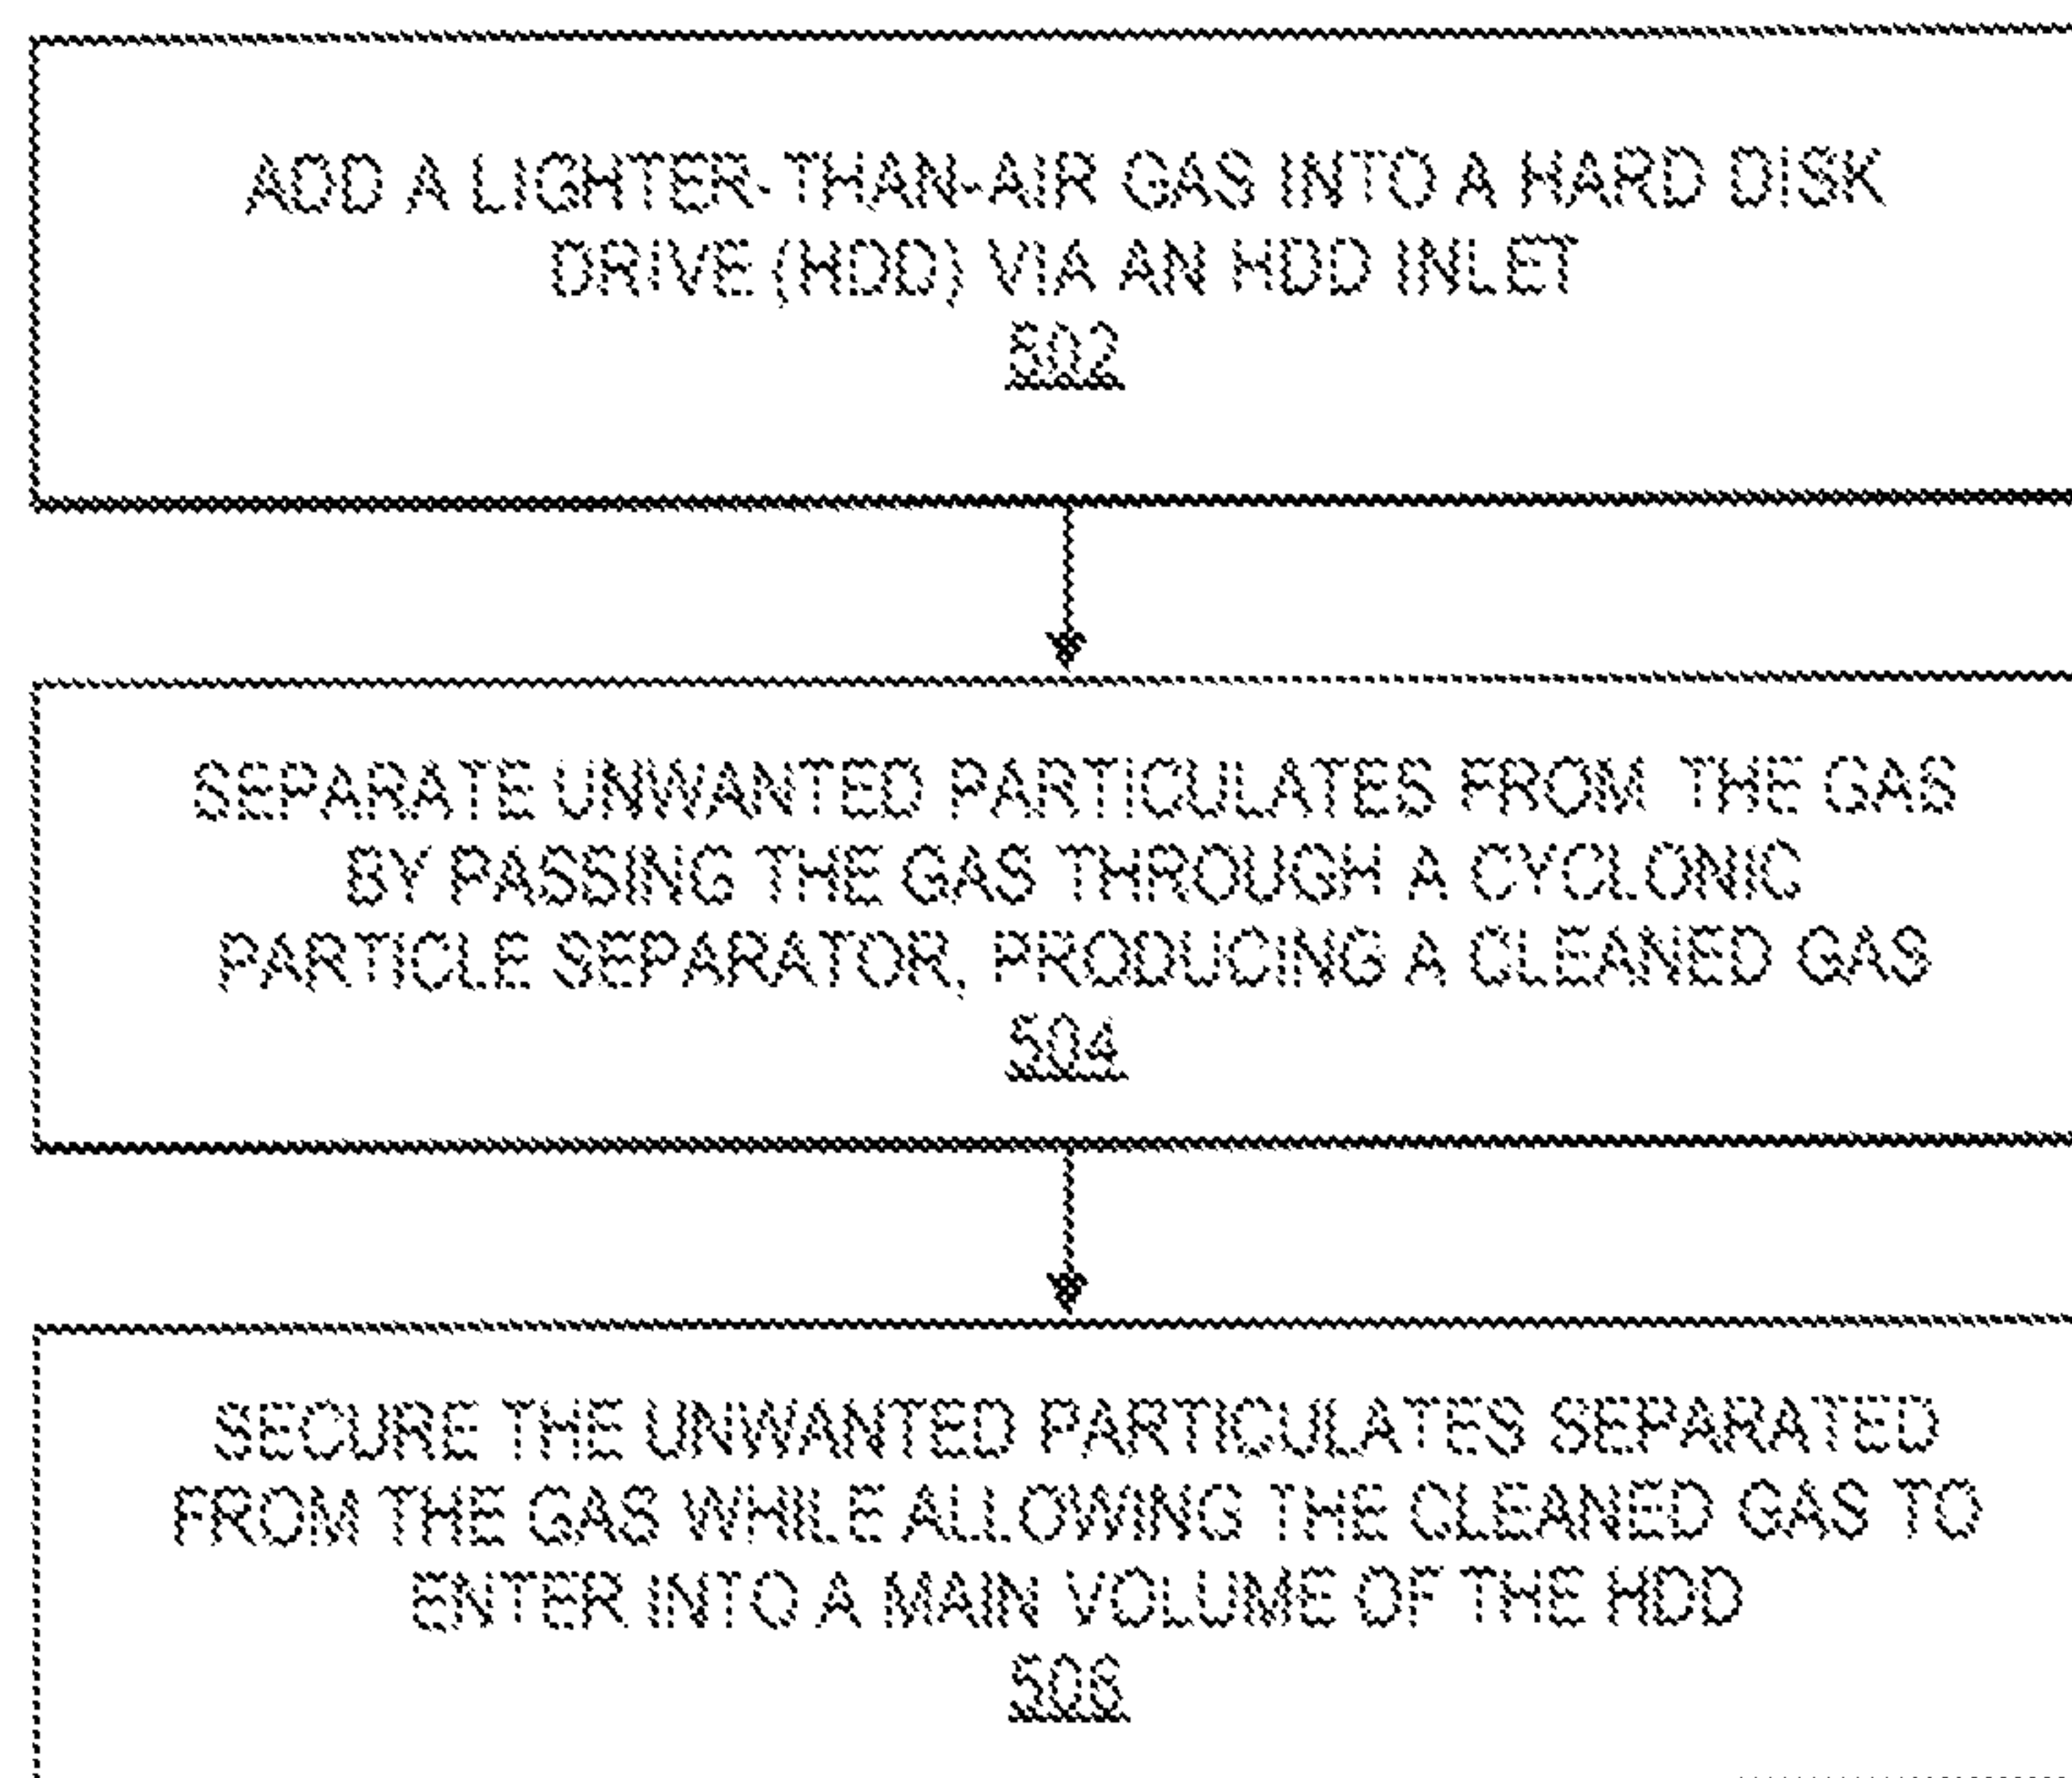 ADD A LIGHTER-THAN-AIR GAS INTO A HARD DISK
DRIVE (HDD) VIA AN HDD INLET
502
SEPARATE UNWANTED PARTICULATES FROM THE GAS
BY PASSING THE GAS THROUGH A CYCLONIC
PARTICLE SEPARATOR, PRODUCING A CLEANED GAS
504
SECURE THE UNWANTED PARTICULATES SEPARATED
FROM THE GAS WHILE ALLOWING THE CLEANED GAS TO
ENTER INTO A MAIN VOLUME OF THE HDD
506